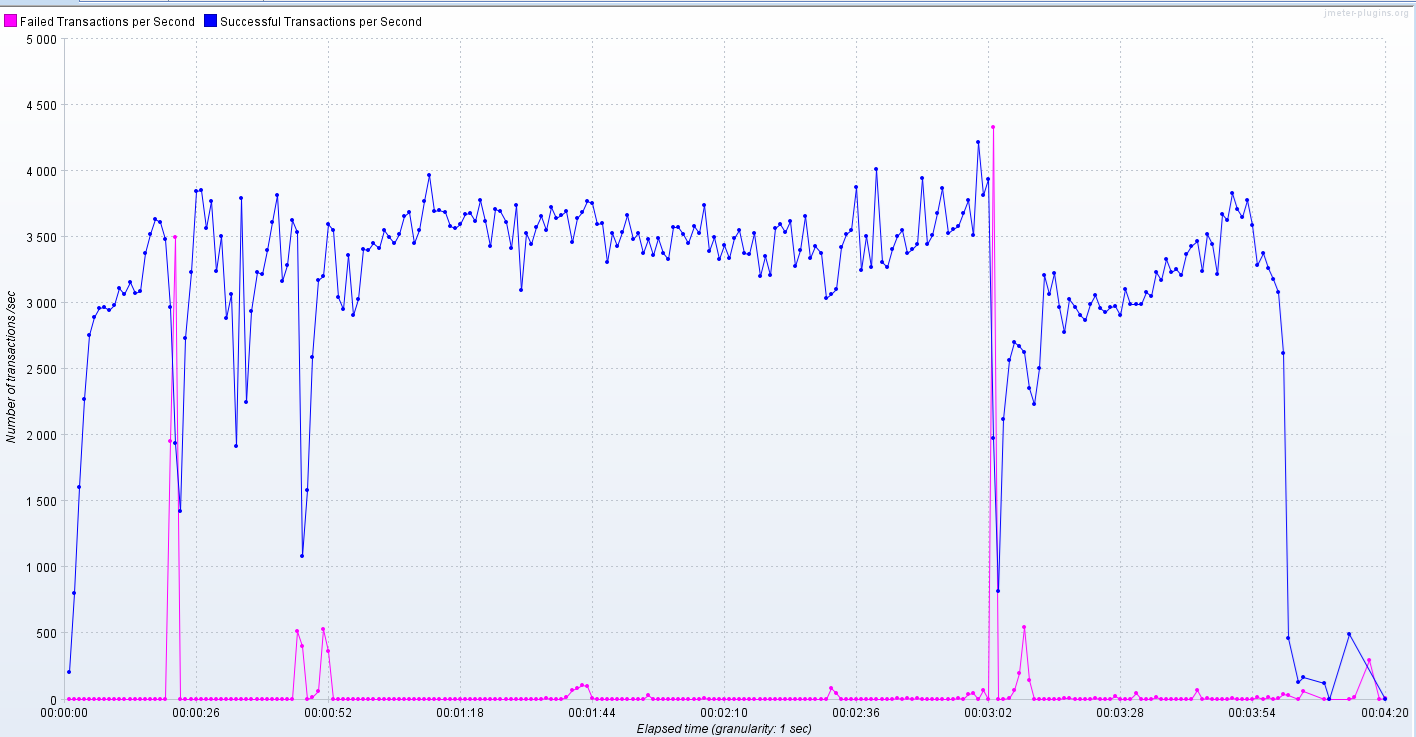 jmeter-plugins.org
Failed Transactions per Second Successful Transactions per Second
5 000
4 500
4 000
3 500
3 000
2 500
2 000
1 500
1 000
500
0
Number of transactions /sec
00:00:00 00:00:26 00:00:52 00:01:18 00:01:44 00:02:10 00:02:36 00:03:02 00:03:28 00:03:54 00:04:20
Elapsed time (granularity: 1 sec)